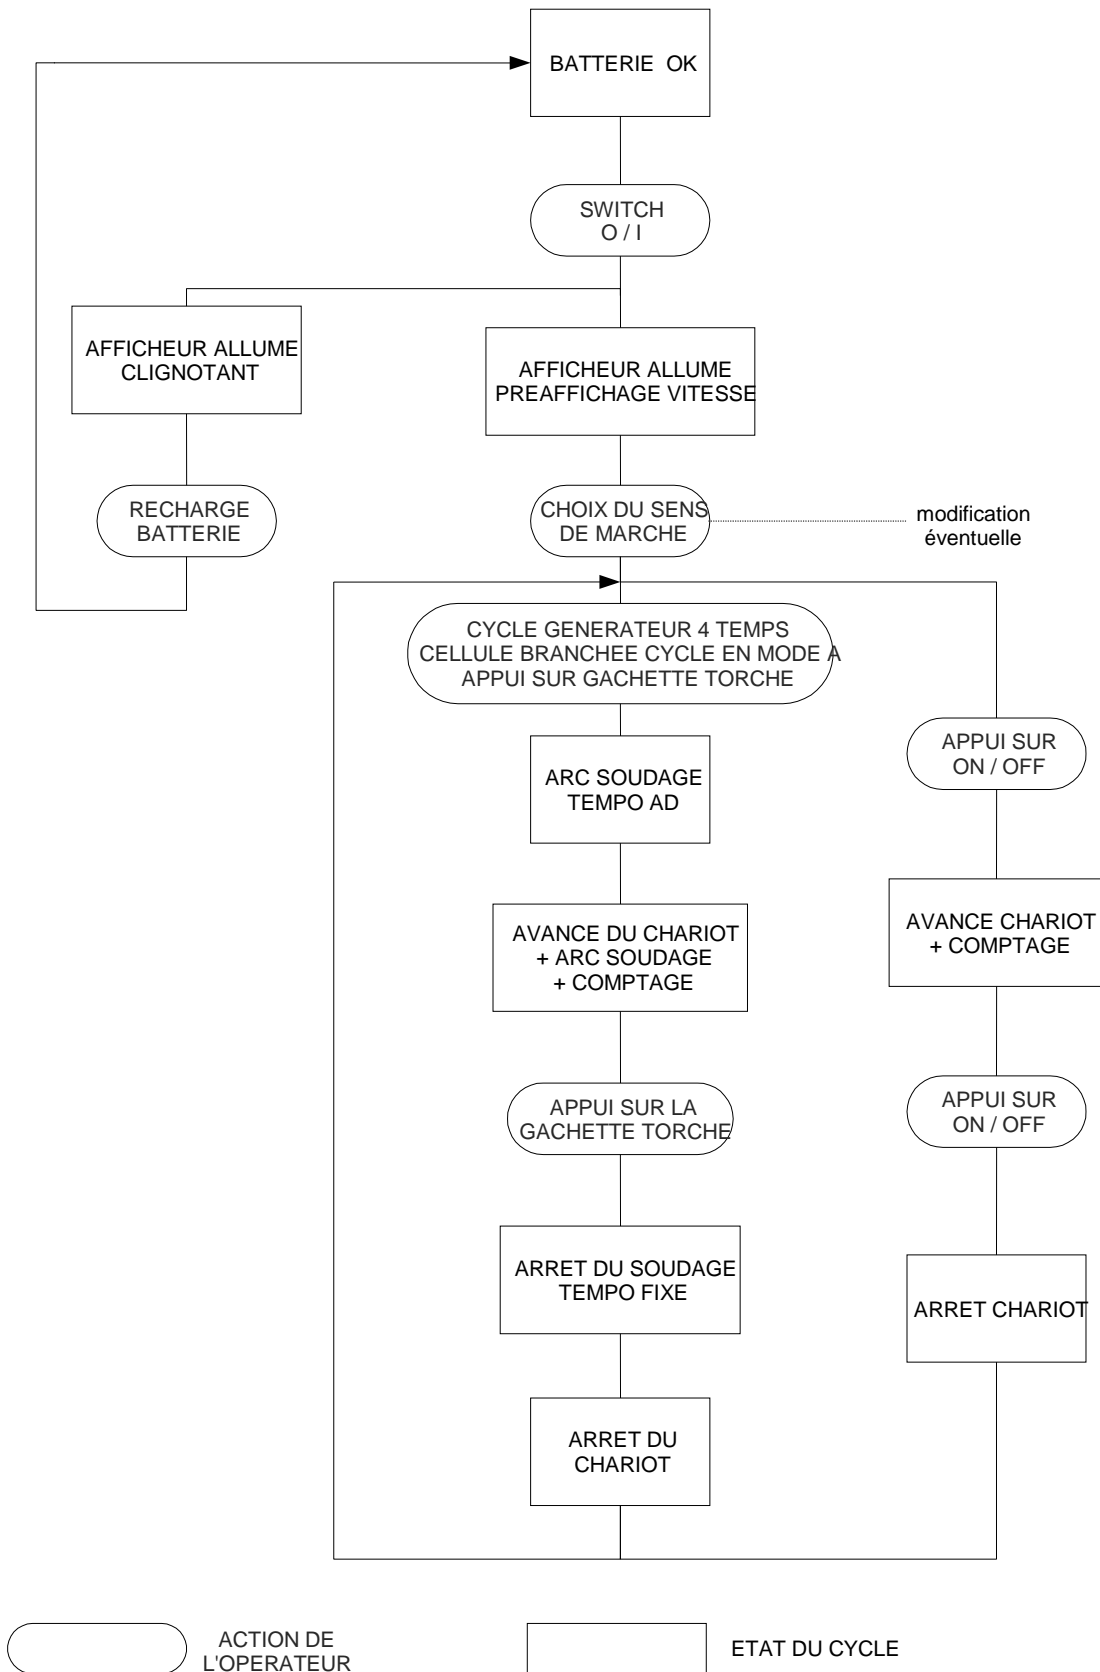 BATTERIE OK
SWITCH
O / I
AFFICHEUR ALLUME
CLIGNOTANT
AFFICHEUR ALLUME
PREAFFICHAGE VITESSE
RECHARGE
BATTERIE
CHOIX DU SENS
DE MARCHE
modification
éventuelle
CYCLE GENERATEUR 4 TEMPS
CELLULE BRANCHEE CYCLE EN MODE A
APPUI SUR GACHETTE TORCHE
ARC SOUDAGE
TEMPO AD
APPUI SUR
ON / OFF
AVANCE DU CHARIOT
+ ARC SOUDAGE
+ COMPTAGE
AVANCE CHARIOT
+ COMPTAGE
APPUI SUR LA
GACHETTE TORCHE
APPUI SUR
ON / OFF
ARRET DU SOUDAGE
TEMPO FIXE
ARRET CHARIOT
ARRET DU
CHARIOT
ACTION DE
L'OPERATEUR
ETAT DU CYCLE